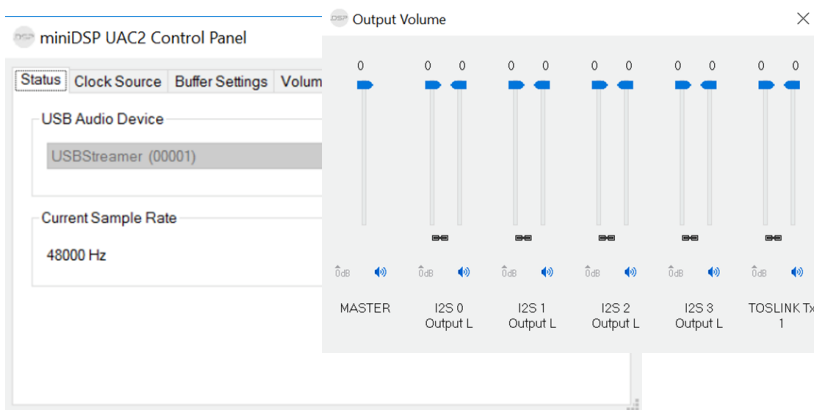 miniDSP UAC2 Control Panel
Status Clock Source Buffer Settings Volum
USB Audio Device
USBStreamer (00001)
Current Sample Rate
48000 Hz
DSP Output Volume
0 0 0 0 0 0 0 0 0 0 0
0dB 0dB 0dB 0dB 0dB 0dB
MASTER I2S 0 I2S 1 I2S 2 I2S 3 TOSLINK Tx
Output L Output L Output L Output L 1